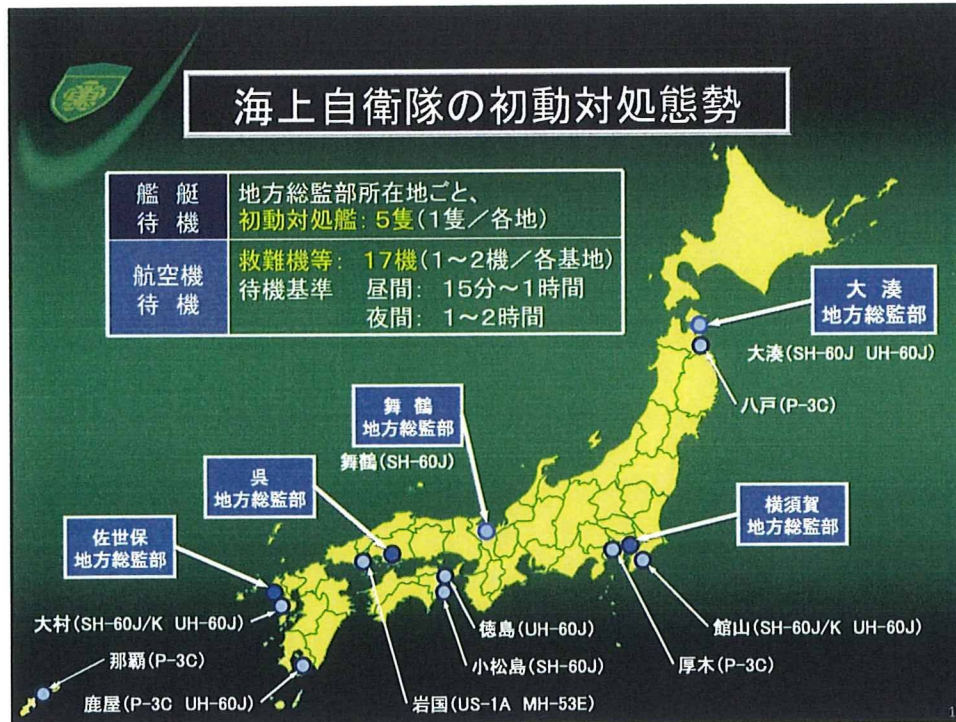 海上自衛隊の初動対処態勢
艦艇
待機
地方総監部所在地ごと、
初動対処艦：5隻（1隻／各地）
航空機
待機
救難機等： 17機（1～2機／各基地）
待機基準 昼間： 15分～1時間
夜間： 1～2時間
大湊
地方総監部
大湊（SH-60J UH-60J）
八戸（P-3C）
舞鶴
地方総監部
舞鶴（SH-60J）
呉
地方総監部
横須賀
地方総監部
佐世保
地方総監部
大村（SH-60J/K UH-60J）
徳島（UH-60J）
館山（SH-60J/K UH-60J）
那覇（P-3C）
小松島（SH-60J）
厚木（P-3C）
鹿屋（P-3C UH-60J）
岩国（US-1A MH-53E）
1